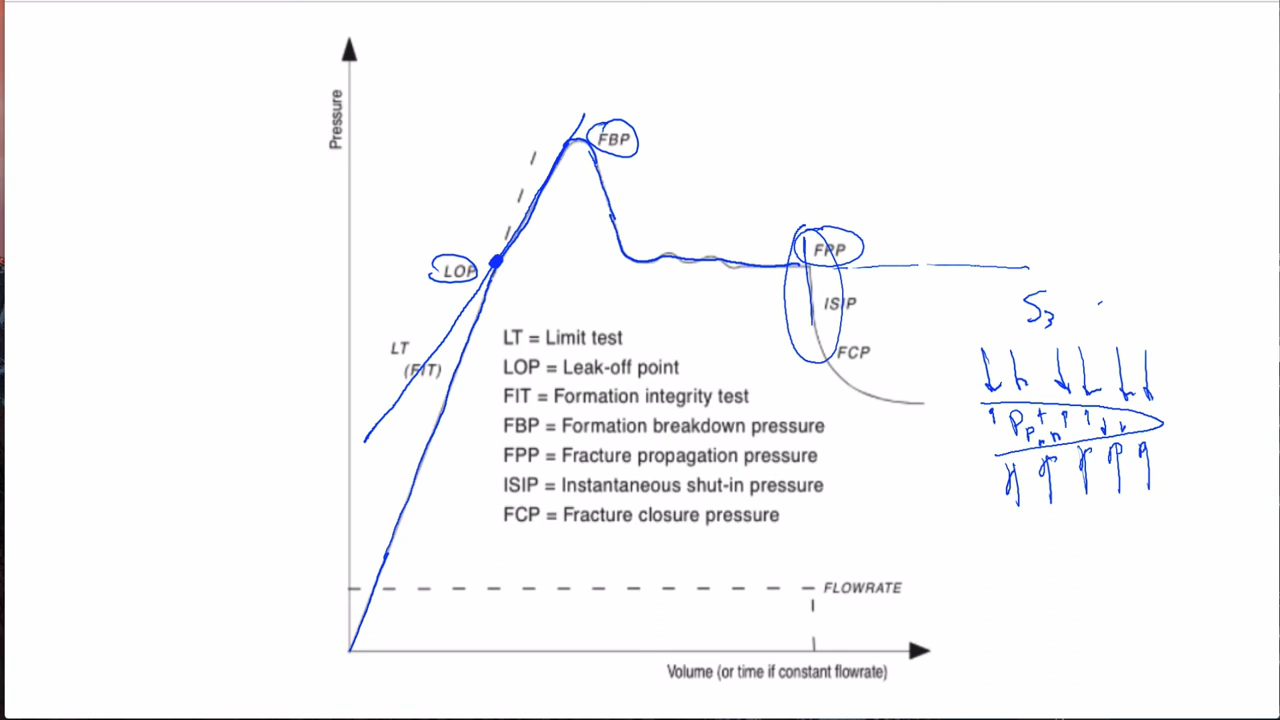 Pressure
FBP
LOP
FPP
ISIP
S3
LT
(FIT)
FCP
LT = Limit test
LOP = Leak-off point
FIT = Formation integrity test
FBP = Formation breakdown pressure
FPP = Fracture propagation pressure
ISIP = Instantaneous shut-in pressure
FCP = Fracture closure pressure
Pp
FLOWRATE
Volume (or time if constant flowrate)